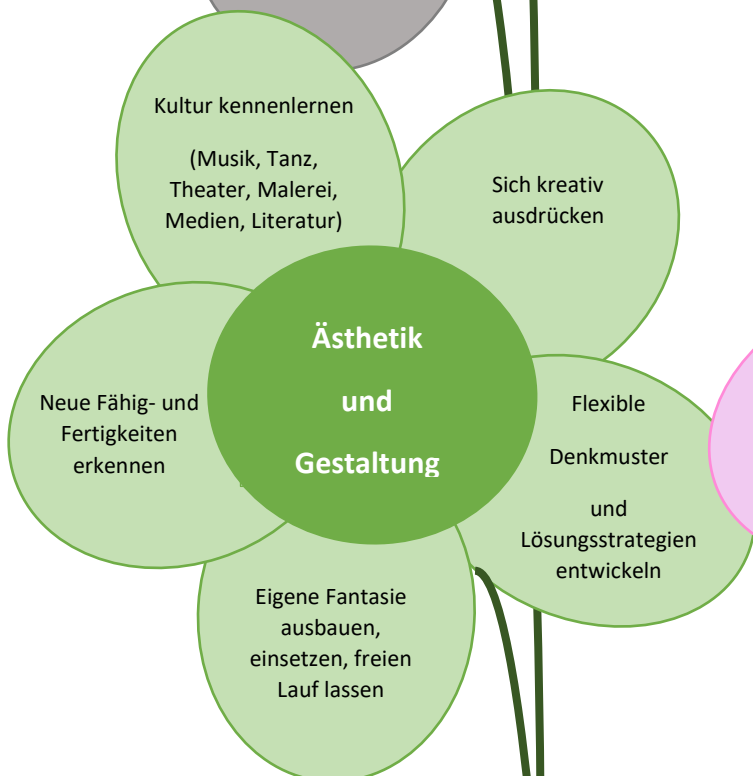 Kultur kennenlernen
(Musik, Tanz,
Theater, Malerei,
Medien, Literatur)
Sich kreativ
ausdrücken
Ästhetik
und
Gestaltung
Neue Fähig- und
Fertigkeiten
erkennen
Flexible
Denkmuster
und
Lösungsstrategien
entwickeln
Eigene Fantasie
ausbauen,
einsetzen, freien
Lauf lassen